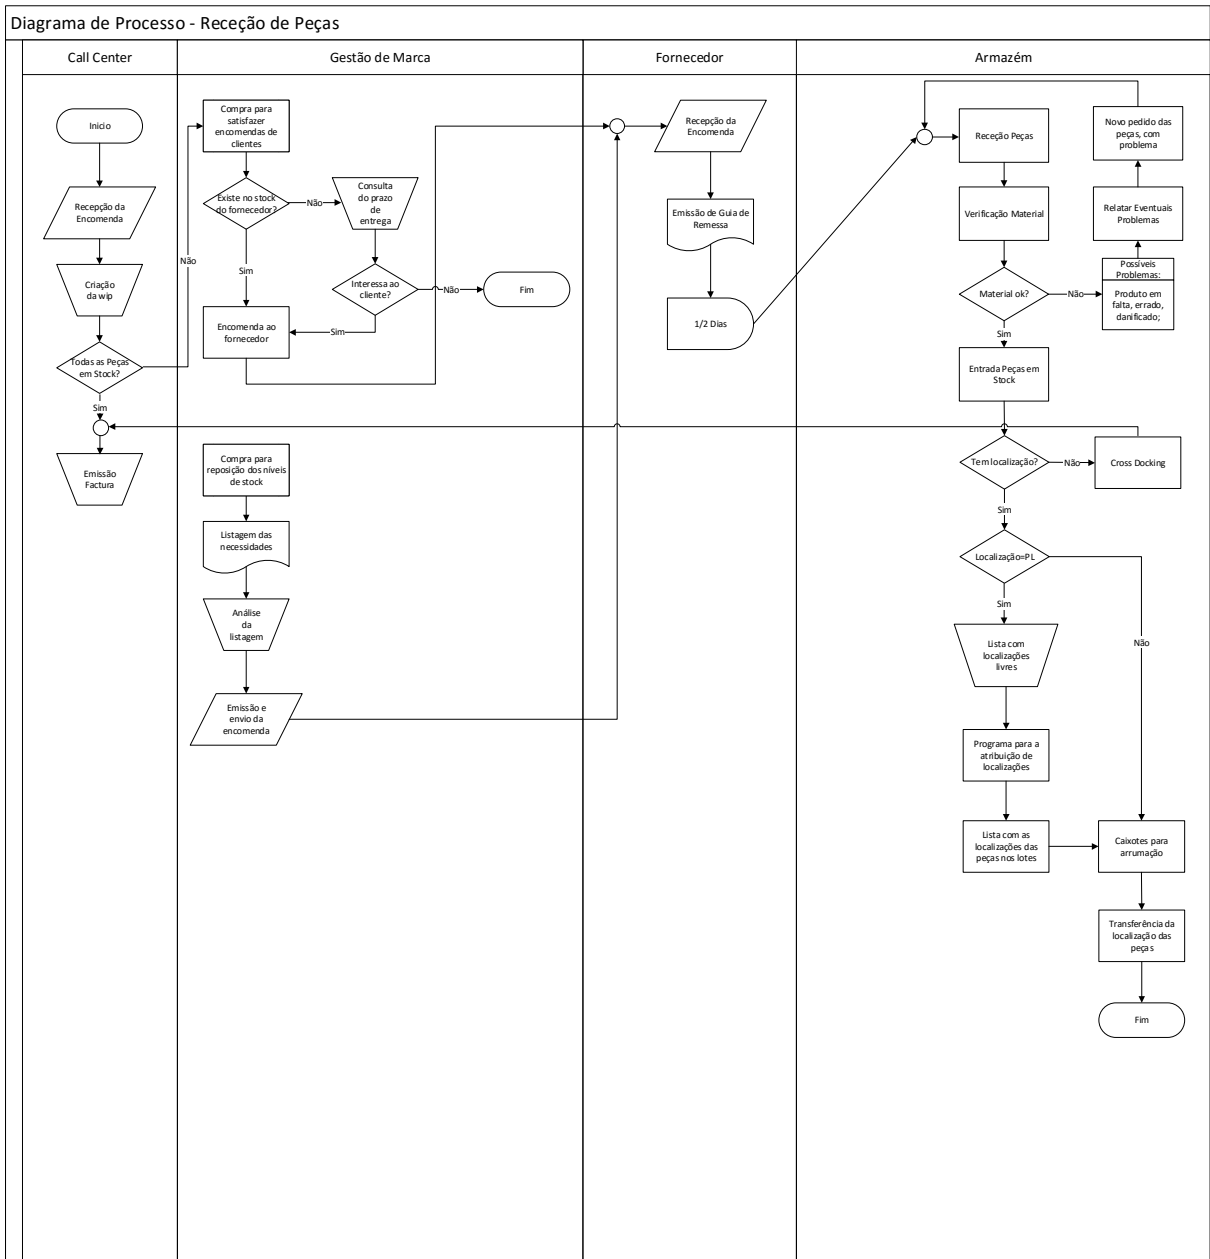 Diagrama de Processo - Receção de Peças
Call Center
Gestão de Marca
Fornecedor
Armazém
Inicio
Recepção da
Encomenda
Criação
da wip
Todas as Peças
em Stock?
Não
Sim
Emissão
Factura
Compra para
satisfazer
encomendas de
clientes
Existe no stock
do fornecedor?
Não
Consulta
do prazo
de
entrega
Sim
Interessa ao
cliente?
Não
Fim
Sim
Encomenda ao
fornecedor
Compra para
reposição dos níveis
de stock
Listagem das
necessidades
Análise
da
listagem
Emissão e
envio da
encomenda
Recepção da
Encomenda
Emissão de Guia de
Remessa
1/2 Dias
Receção Peças
Novo pedido das
peças, com
problema
Verificação Material
Relatar Eventuais
Problemas
Possíveis
Problemas:
Produto em
falta, errado,
danificado;
Material ok?
Não
Sim
Entrada Peças em
Stock
Tem localização?
Não
Cross Docking
Sim
Localização=PL
Sim
Não
Lista com
localizações
livres
Programa para a
atribuição de
localizações
Lista com as
localizações das
peças nos lotes
Caixotes para
arrumação
Transferência da
localização das
peças
Fim